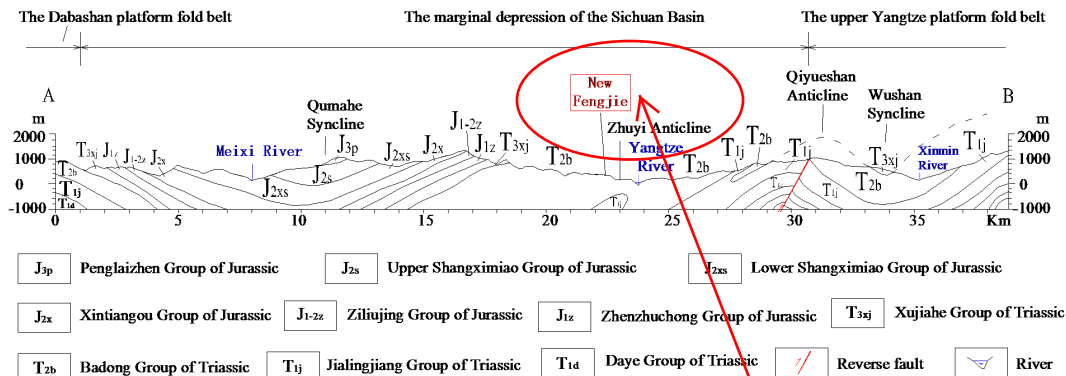 The Dabashan platform fold belt
The marginal depression of the Sichuan Basin
The upper Yangtze platform fold belt
A
B
m
m
New
Fengjie
Qiyueshan
Anticline
Wushan
Syncline
Qumahe
Syncline
Zhuyi Anticline
Meixi River
Yangtze
River
Xinmin
River
2000
1000
0
-1000
2000
1000
0
-1000
T2b
T3xj
J1z
J1-2z
J2x
J2xs
J2s
J3p
J2xs
J2x
J1-2z
J1z
T3xj
T2b
T2b
T1j
T2b
T1j
T3xj
T2b
T1j
T1j
T1d
T1j
T1j
0
5
10
15
20
25
30
35
Km
J3p Penglaizhen Group of Jurassic
J2s Upper Shangximiao Group of Jurassic
J2xs Lower Shangximiao Group of Jurassic
J2x Xintiangou Group of Jurassic
J1-2z Ziliujing Group of Jurassic
J1z Zhenzhuchong Group of Jurassic
T3xj Xujiahe Group of Triassic
T2b Badong Group of Triassic
T1j Jialingjiang Group of Triassic
T1d Daye Group of Triassic
Reverse fault
River